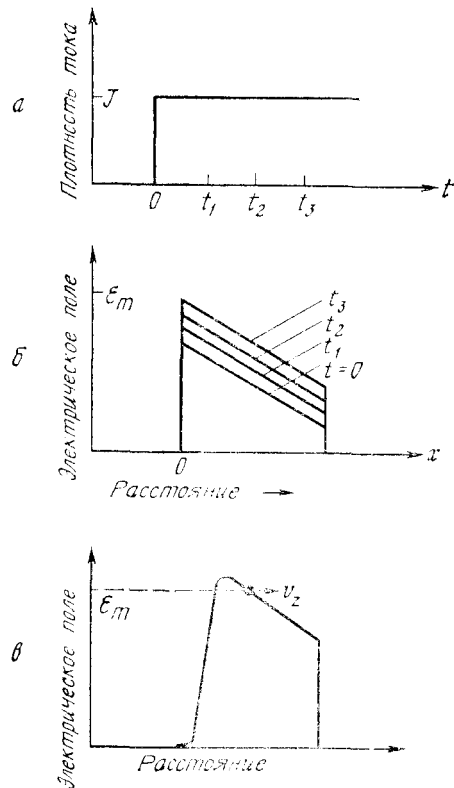 а
Плотность тока
J
0
t₁
t₂
t₃
t
б
Электрическое поле
ℰm
t₃
t₂
t₁
t=0
0
x
Расстояние →
в
Электрическое поле
ℰm
υz
Расстояние